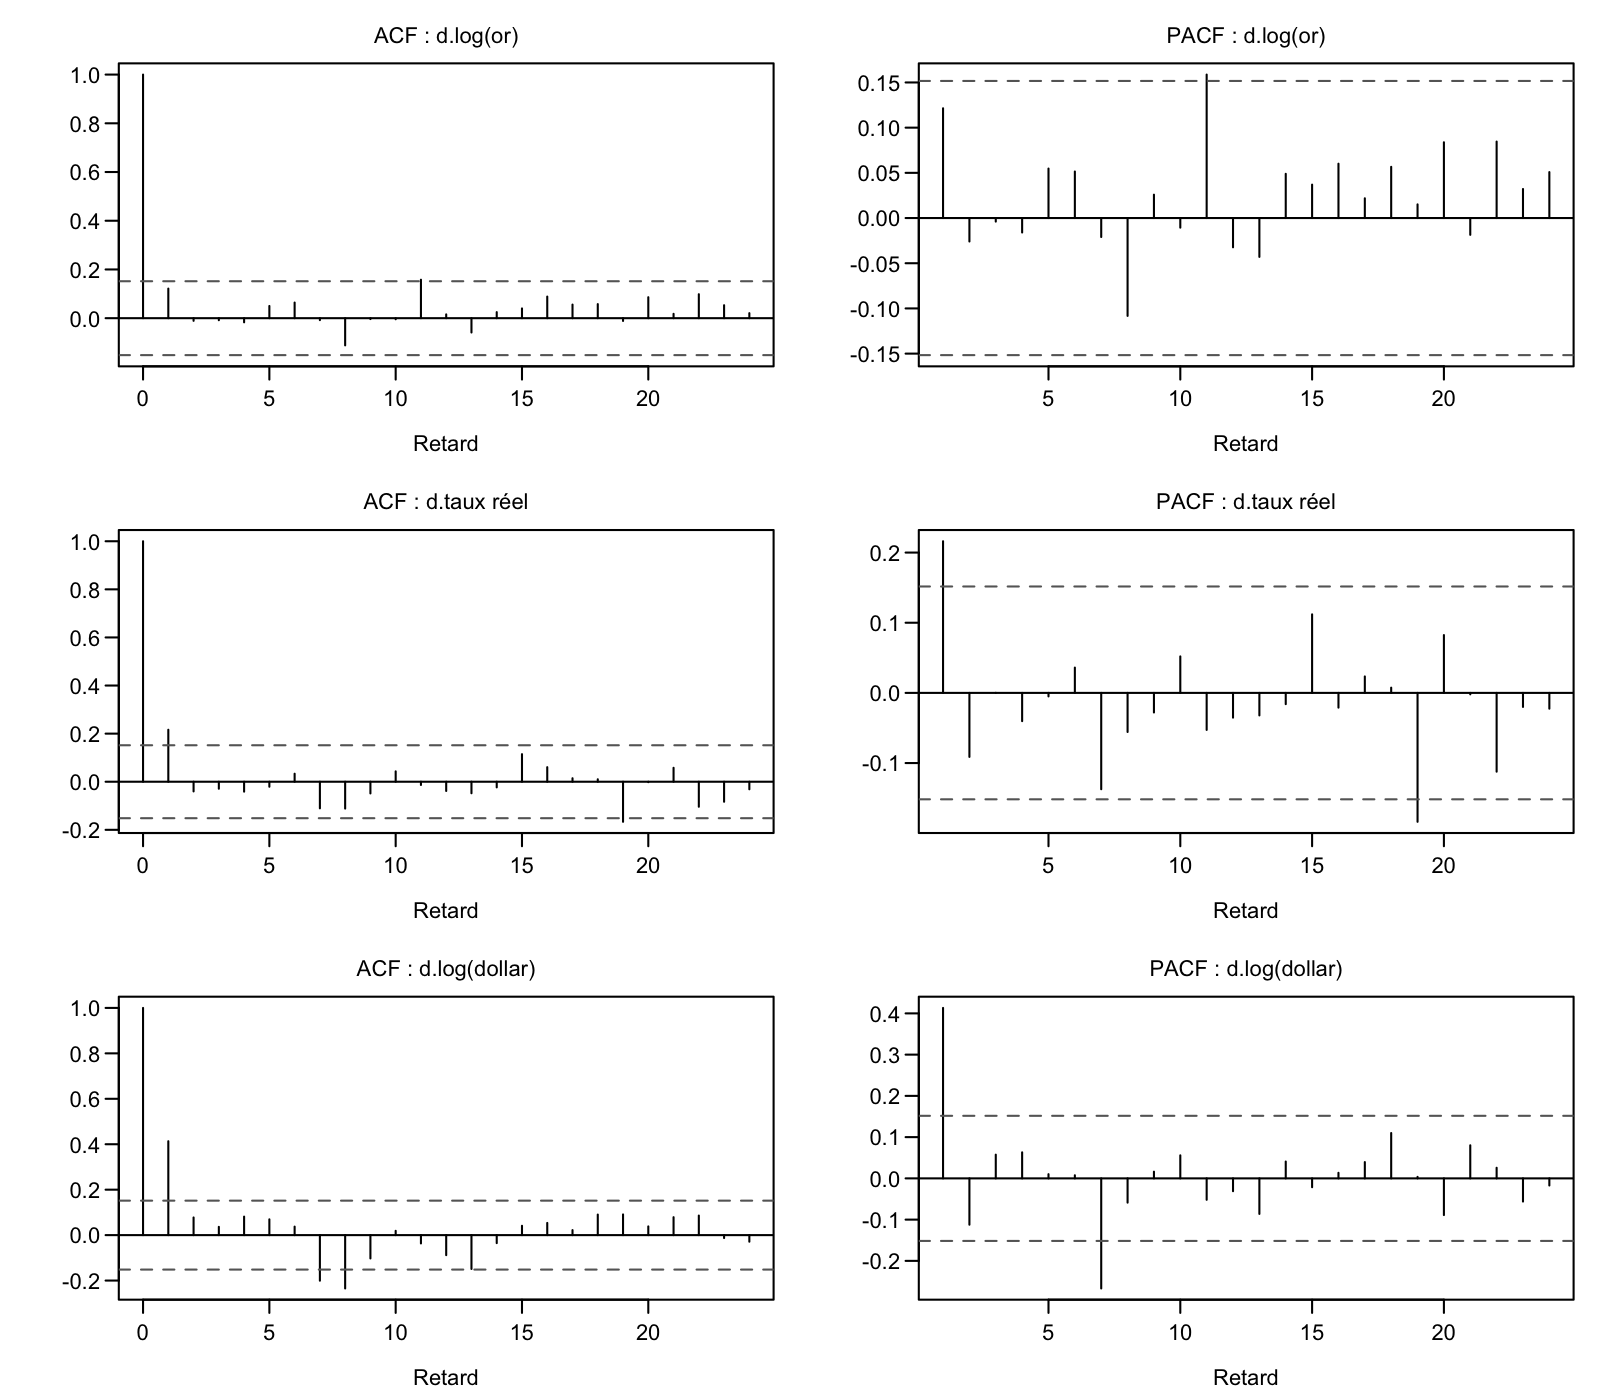 ACF : d.log(or)
1.0
0.8
0.6
0.4
0.2
0.0
0 5 10 15 20
Retard
PACF : d.log(or)
0.15
0.10
0.05
0.00
-0.05
-0.10
-0.15
5 10 15 20
Retard
ACF : d.taux réel
1.0
0.8
0.6
0.4
0.2
0.0
-0.2
0 5 10 15 20
Retard
PACF : d.taux réel
0.2
0.1
0.0
-0.1
5 10 15 20
Retard
ACF : d.log(dollar)
1.0
0.8
0.6
0.4
0.2
0.0
-0.2
0 5 10 15 20
Retard
PACF : d.log(dollar)
0.4
0.3
0.2
0.1
0.0
-0.1
-0.2
5 10 15 20
Retard